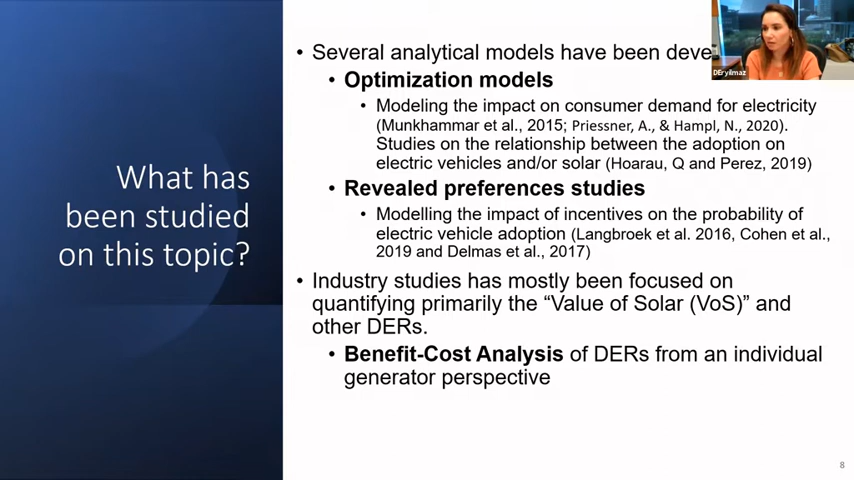 What has
been studied
on this topic?
• Several analytical models have been deve
DEryilmaz
• Optimization models
• Modeling the impact on consumer demand for electricity
(Munkhammar et al., 2015; Priessner, A., & Hampl, N., 2020).
Studies on the relationship between the adoption on
electric vehicles and/or solar (Hoarau, Q and Perez, 2019)
• Revealed preferences studies
• Modelling the impact of incentives on the probability of
electric vehicle adoption (Langbroek et al. 2016, Cohen et al.,
2019 and Delmas et al., 2017)
• Industry studies has mostly been focused on
quantifying primarily the “Value of Solar (VoS)” and
other DERs.
• Benefit-Cost Analysis of DERs from an individual
generator perspective
8